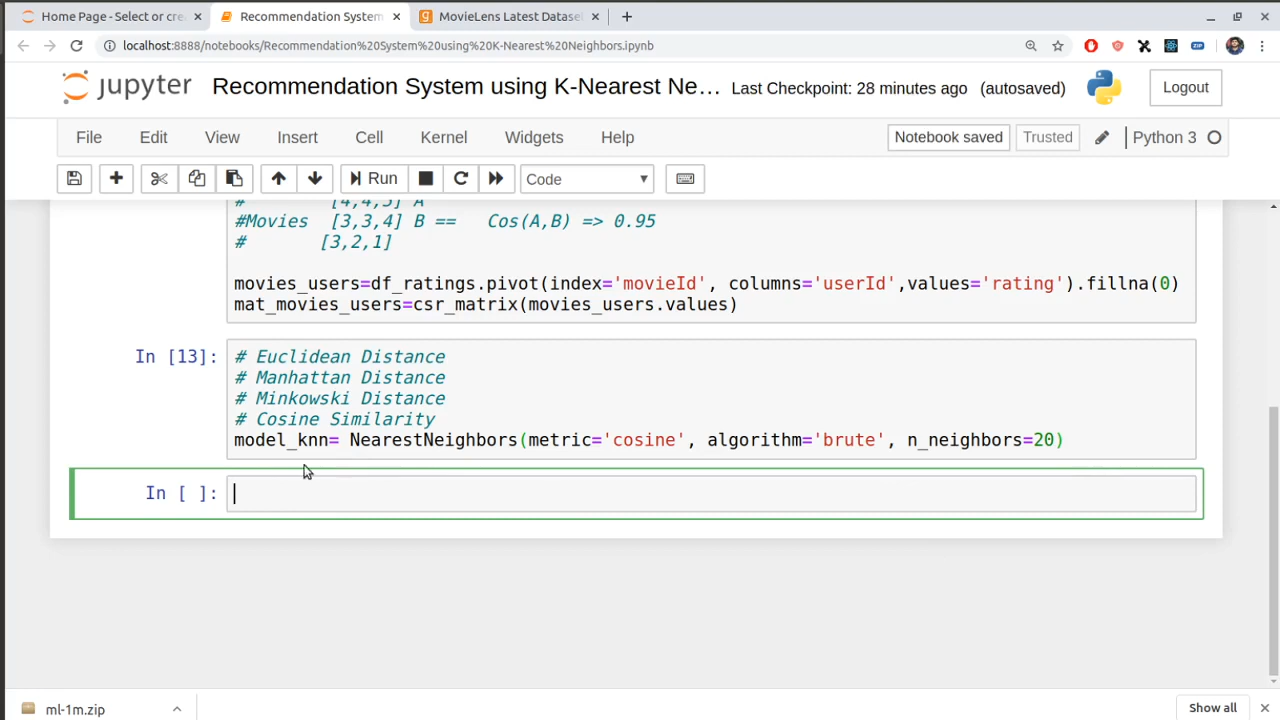 Home Page - Select or cre
Recommendation System
MovieLens Latest Datase
localhost:8888/notebooks/Recommendation%20System%20using%20K-Nearest%20Neighbors.ipynb
jupyter Recommendation System using K-Nearest Ne… Last Checkpoint: 28 minutes ago (autosaved) Logout
File Edit View Insert Cell Kernel Widgets Help Notebook saved Trusted Python 3
Run Code
# [4,4,5] A
#Movies [3,3,4] B == Cos(A,B) => 0.95
# [3,2,1]
movies_users=df_ratings.pivot(index='movieId', columns='userId',values='rating').fillna(0)
mat_movies_users=csr_matrix(movies_users.values)
In [13]: # Euclidean Distance
# Manhattan Distance
# Minkowski Distance
# Cosine Similarity
model_knn= NearestNeighbors(metric='cosine', algorithm='brute', n_neighbors=20)
In [ ]:
ml-1m.zip Show all